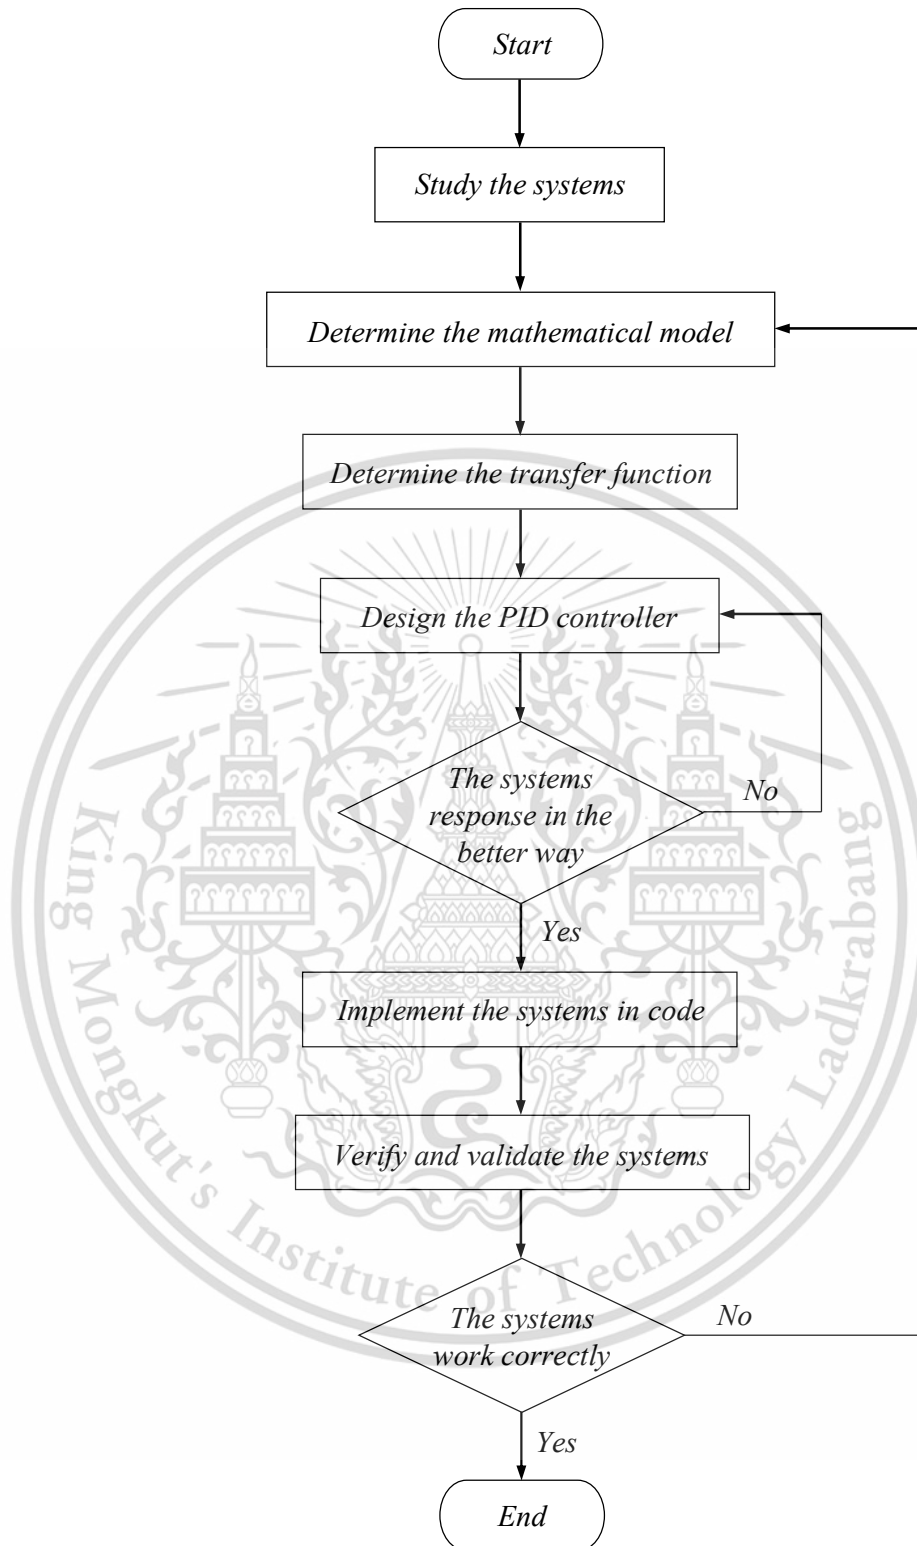 Start
Study the systems
Determine the mathematical model
Determine the transfer function
Design the PID controller
The systems
response in the
better way
No
Yes
Implement the systems in code
Verify and validate the systems
The systems
work correctly
No
Yes
End
King Mongkut's Institute of Technology Ladkrabang